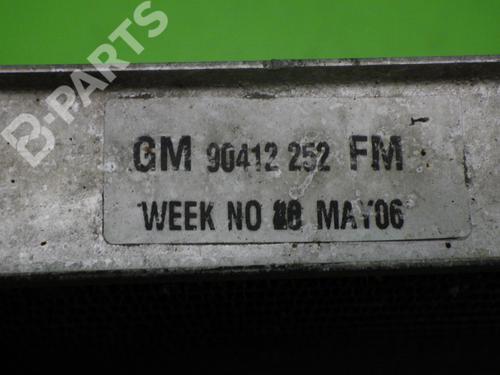 B-PARTS
GM 90412 252 FM
WEEK NO MAY06